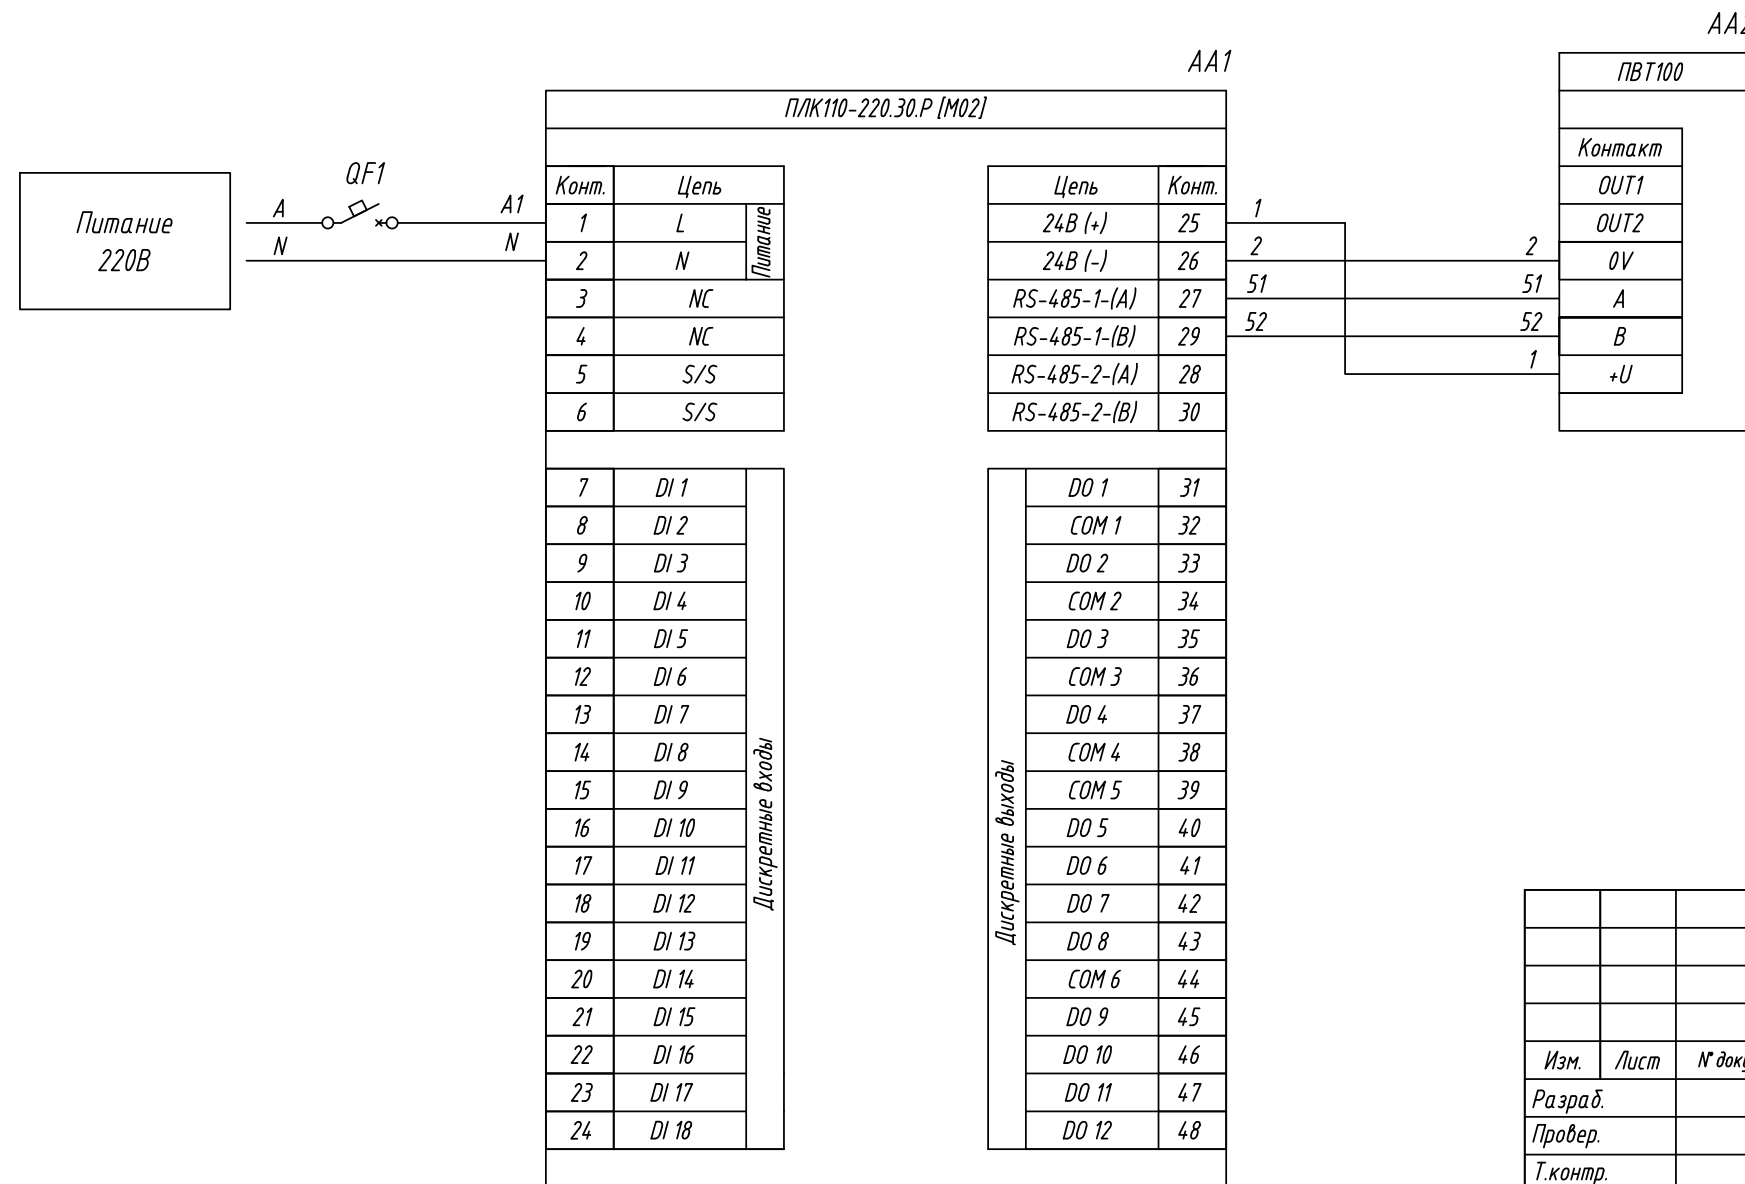 АА1
ПВТ100
ПЛК110-220.30.Р [М02]
Питание
220В
QF1
A
N
A1
N
Конт. Цепь
1 L
2 N
Питание
3 NC
4 NC
5 S/S
6 S/S
7 DI 1
8 DI 2
9 DI 3
10 DI 4
11 DI 5
12 DI 6
13 DI 7
14 DI 8
15 DI 9
16 DI 10
17 DI 11
18 DI 12
19 DI 13
20 DI 14
21 DI 15
22 DI 16
23 DI 17
24 DI 18
Дискретные входы
Цепь Конт.
24В (+) 25
24В (-) 26
RS-485-1-(A) 27
RS-485-1-(B) 29
RS-485-2-(A) 28
RS-485-2-(B) 30
Дискретные выходы
DO 1 31
COM 1 32
DO 2 33
COM 2 34
DO 3 35
COM 3 36
DO 4 37
COM 4 38
COM 5 39
DO 5 40
DO 6 41
DO 7 42
DO 8 43
COM 6 44
DO 9 45
DO 10 46
DO 11 47
DO 12 48
1
2 2
51 51
52 52
1
Контакт
OUT1
OUT2
0V
A
B
+U
Изм. Лист
Разраб.
Провер.
Т.контр.